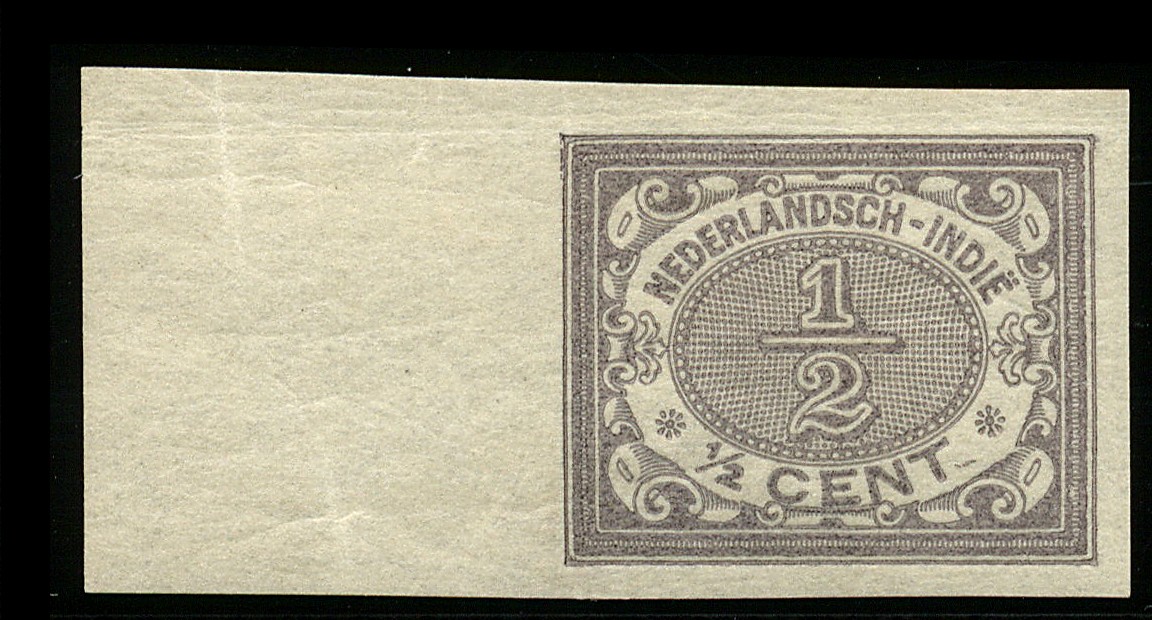 NEDERLANDSCH-INDIË
1/2
½ CENT.